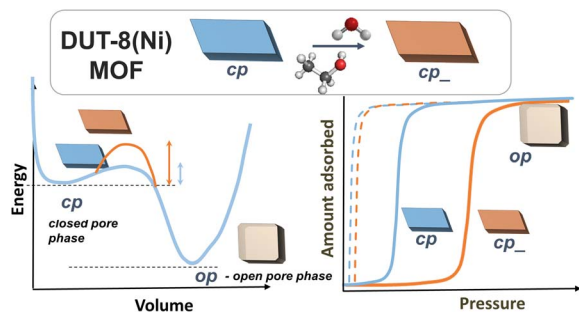 DUT-8(Ni)
MOF
cp
cp_
Energy
cp
closed pore
phase
op - open pore phase
Volume
Amount adsorbed
op
cp
cp_
Pressure